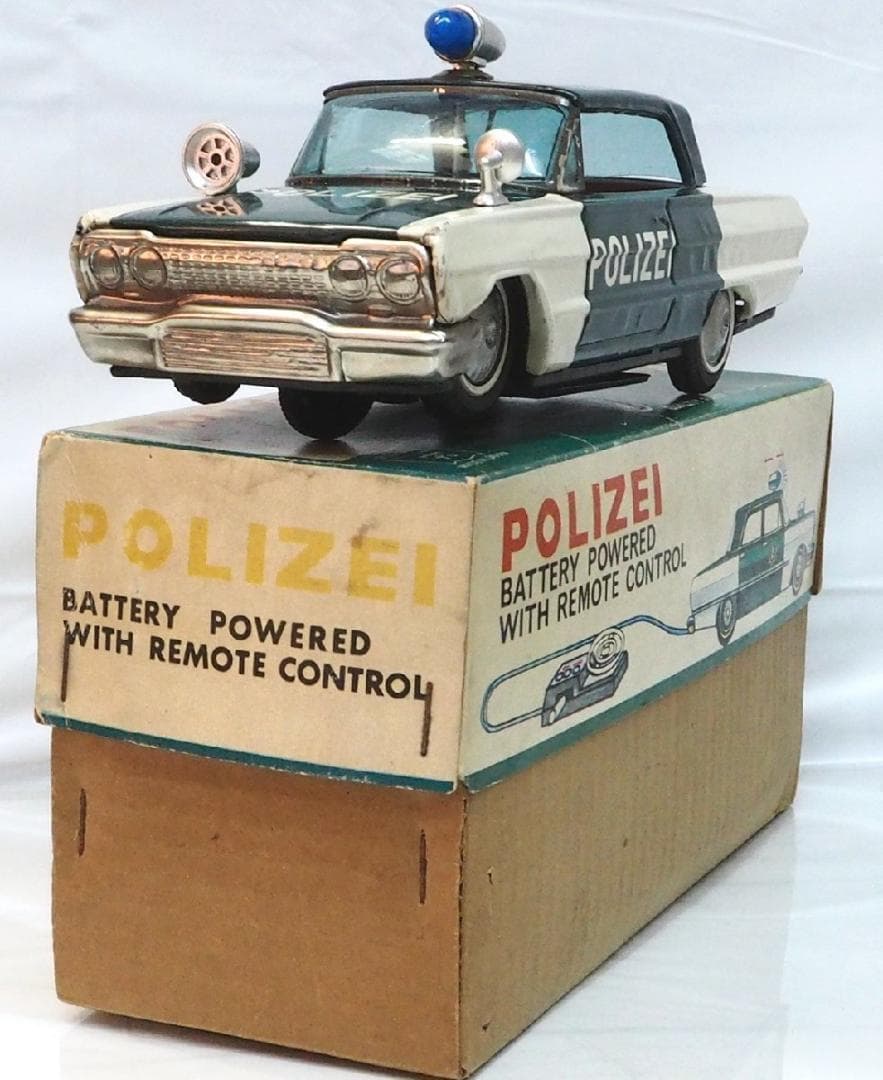 POLIZEI
POLIZEI
BATTERY POWERED
WITH REMOTE CONTROL
POLIZEI
BATTERY POWERED
WITH REMOTE CONTROL